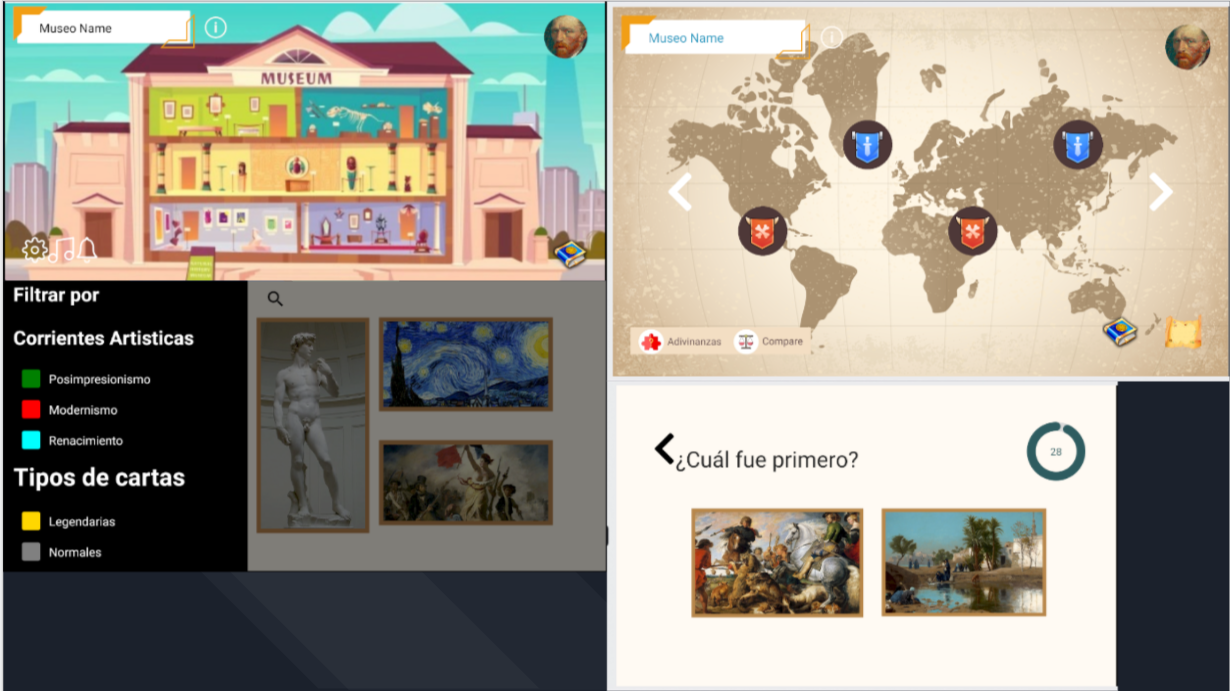 Museo Name
MUSEUM
Filtrar por
Corrientes Artisticas
Posimpresionismo
Modernismo
Renacimiento
Tipos de cartas
Legendarias
Normales
Museo Name
Adivinanzas
Compare
¿Cuál fue primero?
28